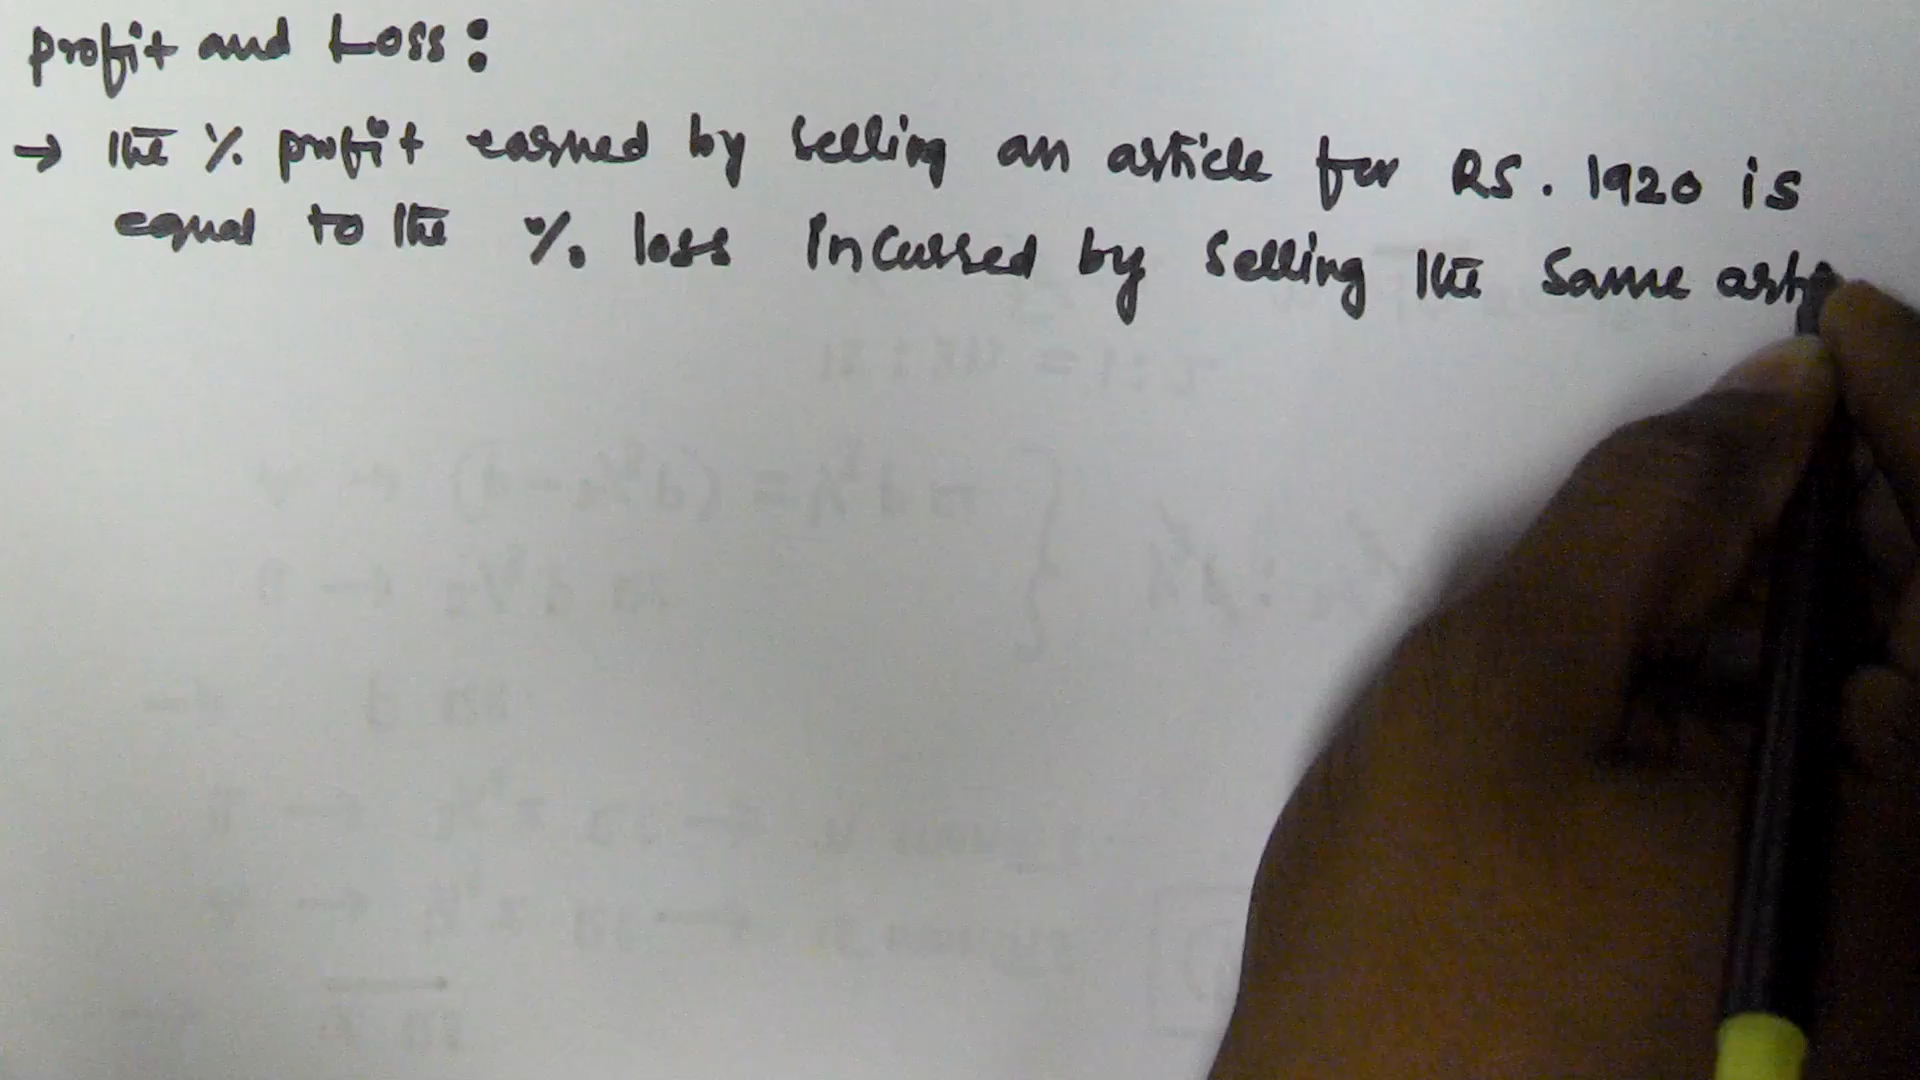 Profit and Loss:
→ The % profit earned by selling an article for RS. 1920 is
equal to the % loss Incurred by Selling the Same arti